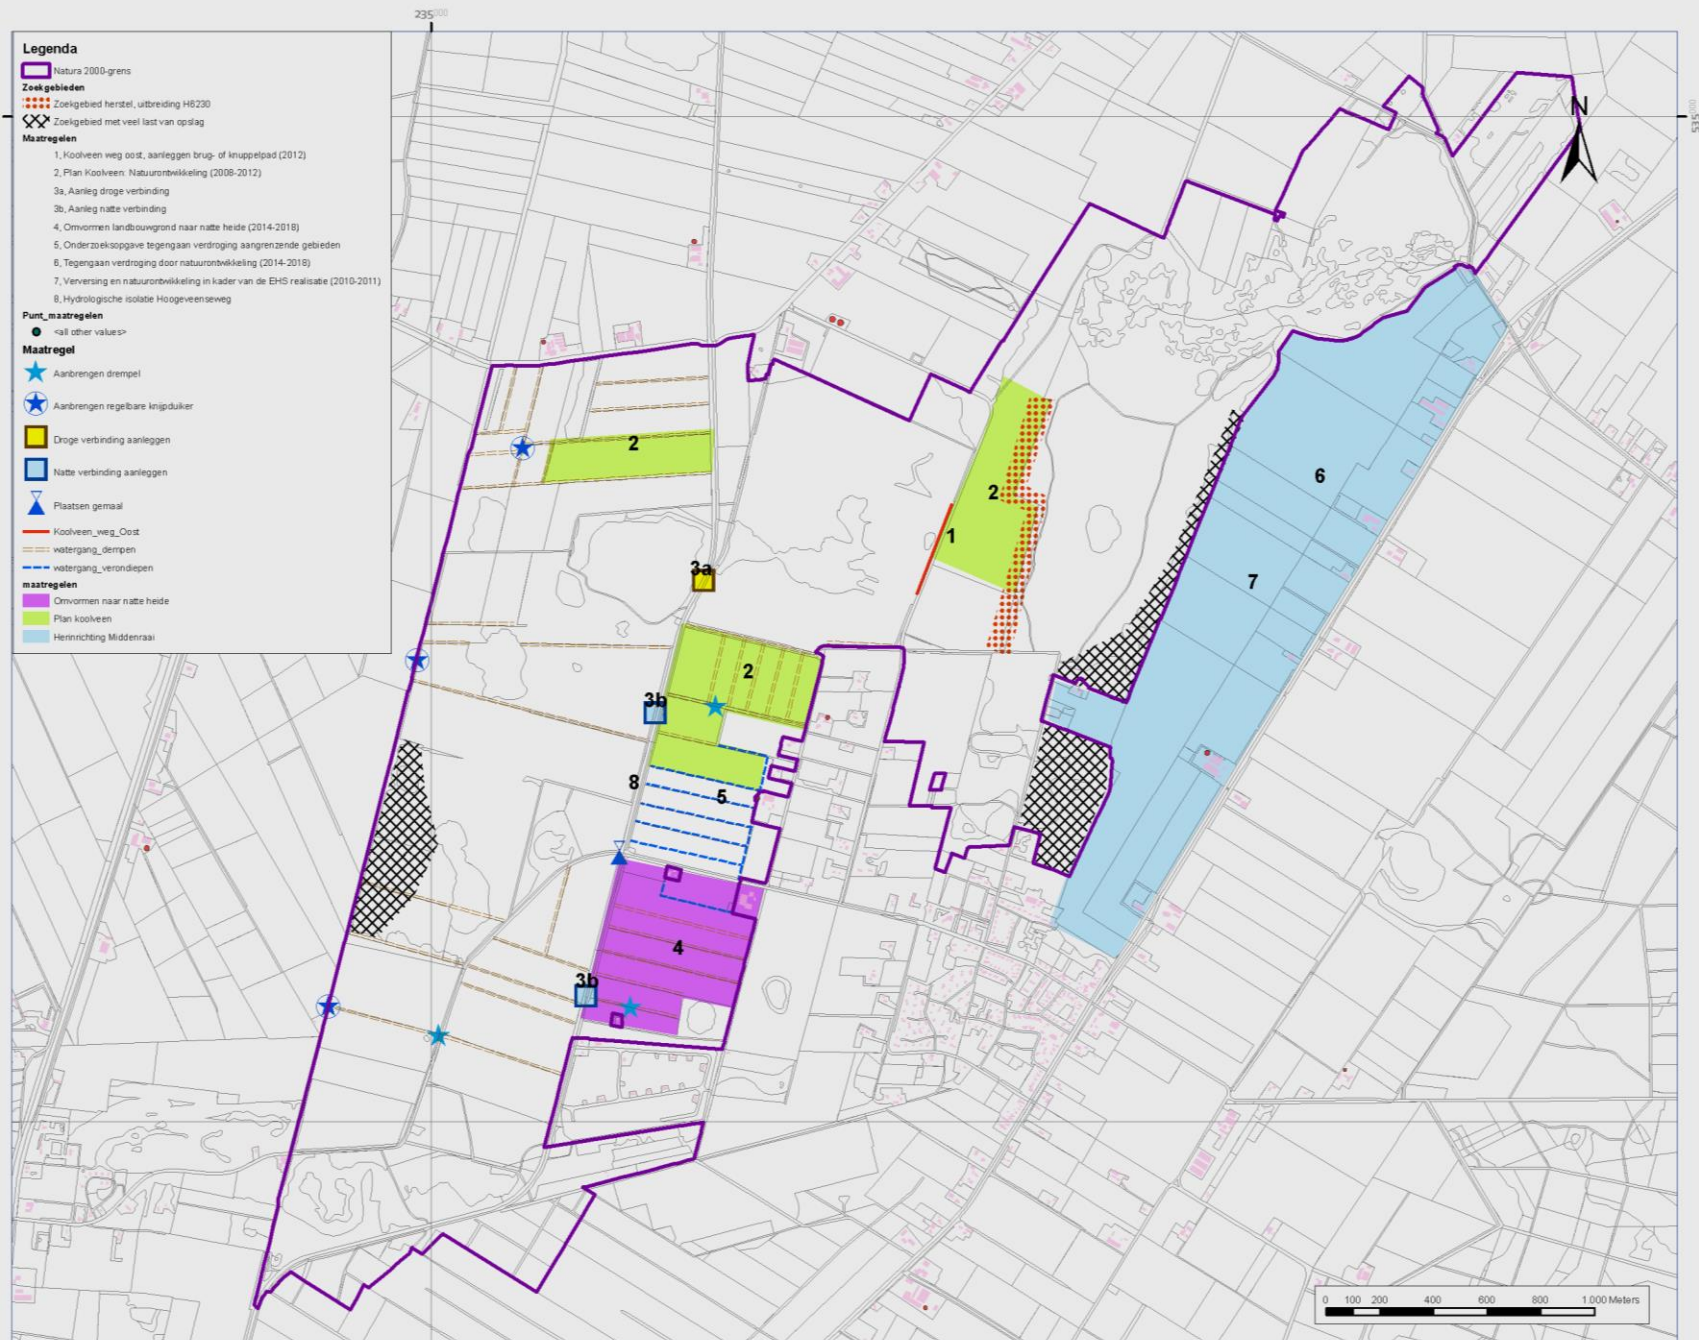 235000
535000
Legenda
Natura 2000-grens
Zoekgebieden
Zoekgebied herstel, uitbreiding H6230
Zoekgebied met veel last van opslag
Maatregelen
1, Koolveen weg oost, aanleggen brug- of knuppelpad (2012)
2, Plan Koolveen: Natuurontwikkeling (2008-2012)
3a, Aanleg droge verbinding
3b, Aanleg natte verbinding
4, Omvormen landbouwgrond naar natte heide (2014-2018)
5, Onderzoeksopgave tegengaan verdroging aangrenzende gebieden
6, Tegengaan verdroging door natuurontwikkeling (2014-2018)
7, Verversing en natuurontwikkeling in kader van de EHS realisatie (2010-2011)
8, Hydrologische isolatie Hoogeveenseweg
Punt_maatregelen
<all other values>
Maatregel
Aanbrengen drempel
Aanbrengen regelbare knijpduiker
Droge verbinding aanleggen
Natte verbinding aanleggen
Plaatsen gemaal
Koolveen_weg_Oost
watergang_dempen
watergang_verondiepen
maatregelen
Omvormen naar natte heide
Plan koolveen
Herinrichting Middenraai
N
2
6
2
1
3a
7
2
3b
8
5
4
3b
0 100 200 400 600 800 1.000 Meters